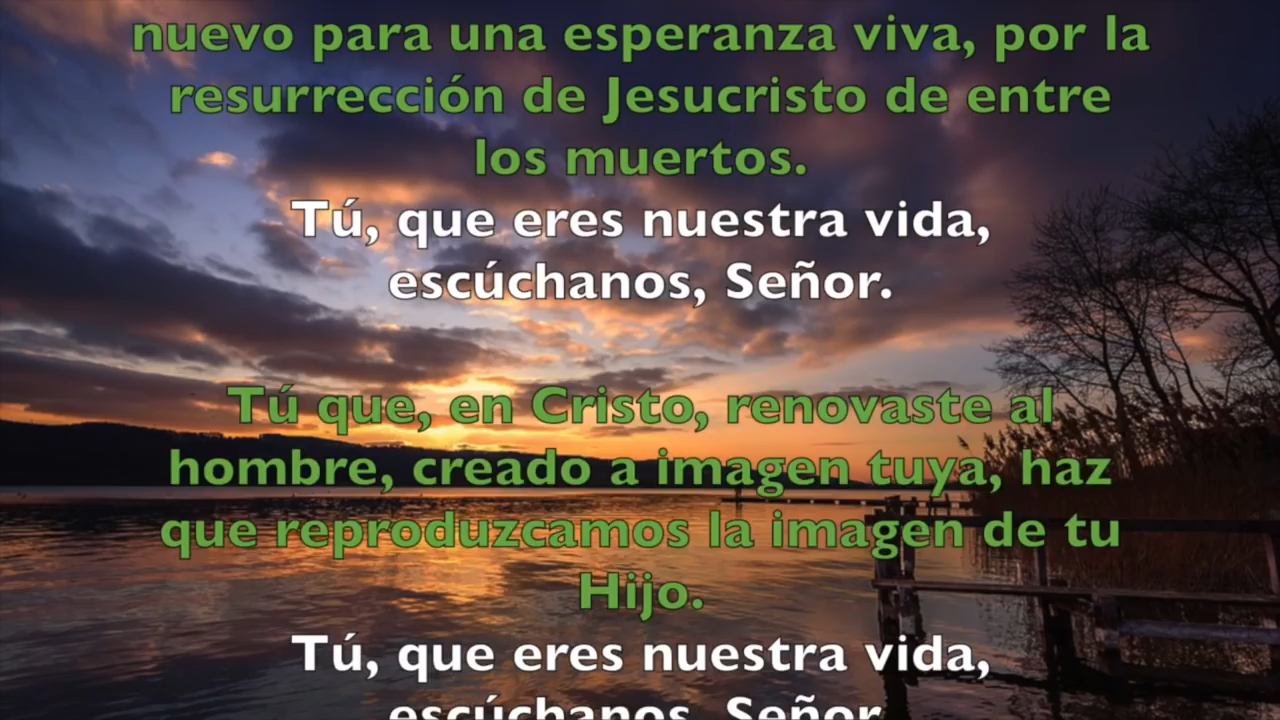 nuevo para una esperanza viva, por la
resurrección de Jesucristo de entre
los muertos.
Tú, que eres nuestra vida,
escúchanos, Señor.
Tú que, en Cristo, renovaste al
hombre, creado a imagen tuya, haz
que reproduzcamos la imagen de tu
Hijo.
Tú, que eres nuestra vida,
escúchanos, Señor.